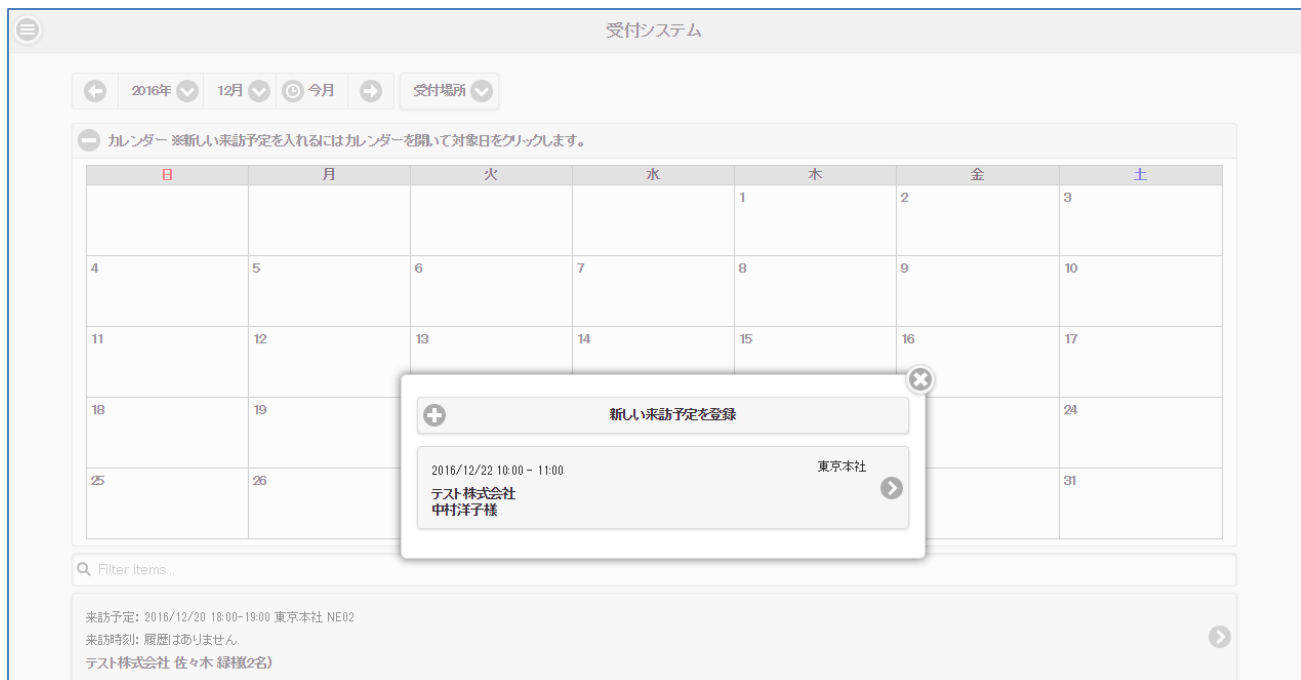 受付システム
2016年 12月 今月 受付場所
カレンダー ※新しい来訪予定を入れるにはカレンダーを開いて対象日をクリックします。
日 月 火 水 木 金 土
1 2 3
4 5 6 7 8 9 10
11 12 13 14 15 16 17
18 19 24
25 26 31
新しい来訪予定を登録
2016/12/22 10:00 - 11:00 東京本社
テスト株式会社
中村洋子様
Filter items...
来訪予定: 2016/12/20 18:00-19:00 東京本社 NE02
来訪時刻: 履歴はありません
テスト株式会社 佐々木 緑様(2名)